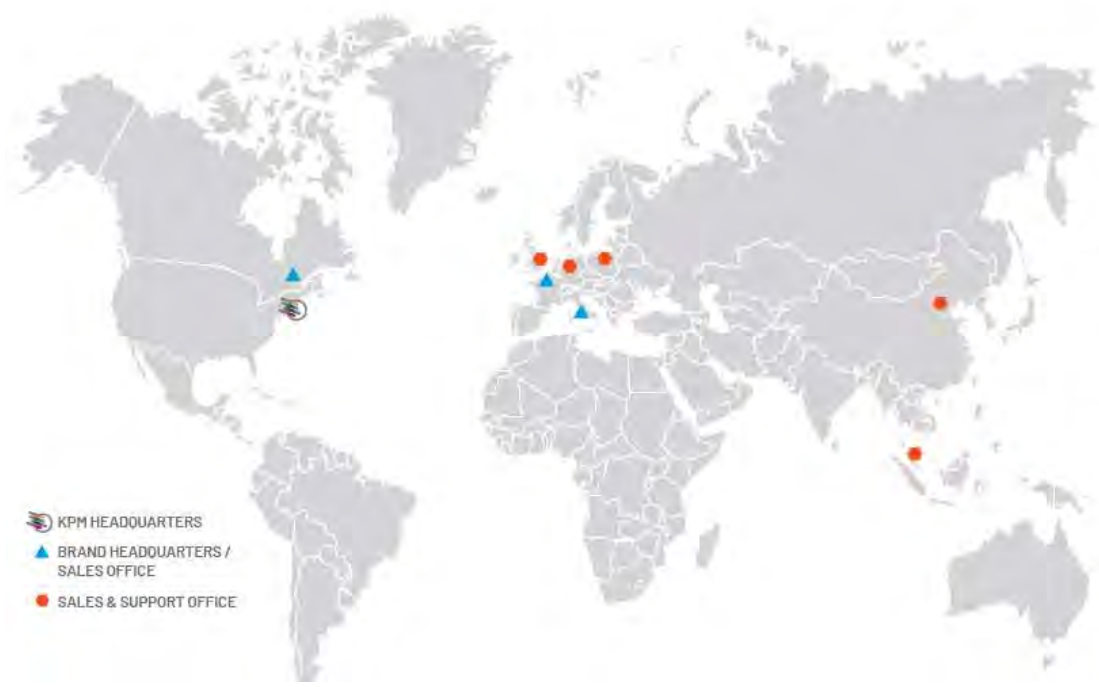 KPM HEADQUARTERS
BRAND HEADQUARTERS /
SALES OFFICE
SALES & SUPPORT OFFICE